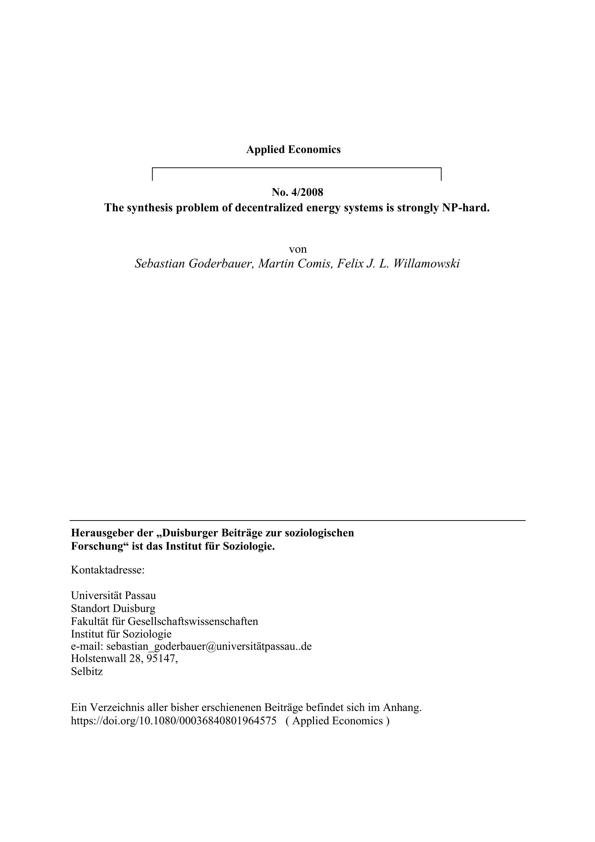 Applied Economics
No. 4/2008
The synthesis problem of decentralized energy systems is strongly NP-hard.
von
Sebastian Goderbauer, Martin Comis, Felix J. L. Willamowski
Herausgeber der „Duisburger Beiträge zur soziologischen
Forschung“ ist das Institut für Soziologie.
Kontaktadresse:
Universität Passau
Standort Duisburg
Fakultät für Gesellschaftswissenschaften
Institut für Soziologie
e-mail: sebastian_goderbauer@universitätpassau..de
Holstenwall 28, 95147,
Selbitz
Ein Verzeichnis aller bisher erschienenen Beiträge befindet sich im Anhang.
https://doi.org/10.1080/00036840801964575 ( Applied Economics )